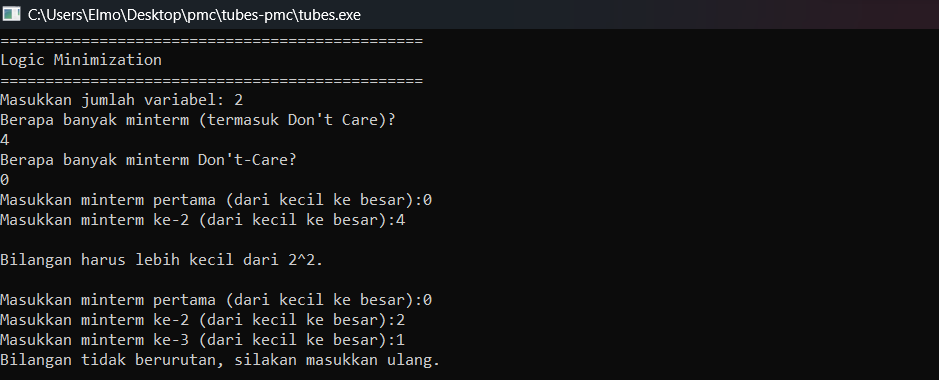 C:\Users\Elmo\Desktop\pmc\tubes-pmc\tubes.exe
===============================================
Logic Minimization
===============================================
Masukkan jumlah variabel: 2
Berapa banyak minterm (termasuk Don't Care)?
4
Berapa banyak minterm Don't-Care?
0
Masukkan minterm pertama (dari kecil ke besar):0
Masukkan minterm ke-2 (dari kecil ke besar):4
Bilangan harus lebih kecil dari 2^2.
Masukkan minterm pertama (dari kecil ke besar):0
Masukkan minterm ke-2 (dari kecil ke besar):2
Masukkan minterm ke-3 (dari kecil ke besar):1
Bilangan tidak berurutan, silakan masukkan ulang.